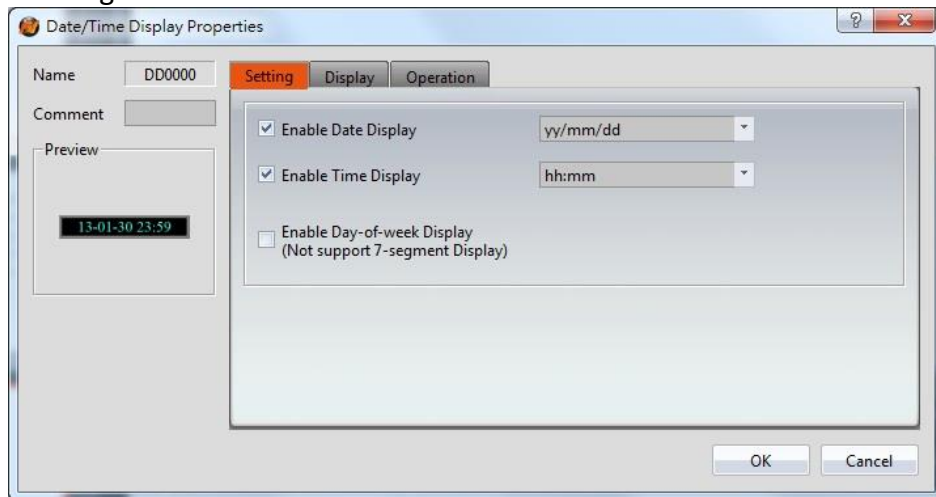 Date/Time Display Properties
Name DD0000
Comment
Preview
13-01-30 23:59
Setting Display Operation
Enable Date Display yy/mm/dd
Enable Time Display hh:mm
Enable Day-of-week Display
(Not support 7-segment Display)
OK Cancel